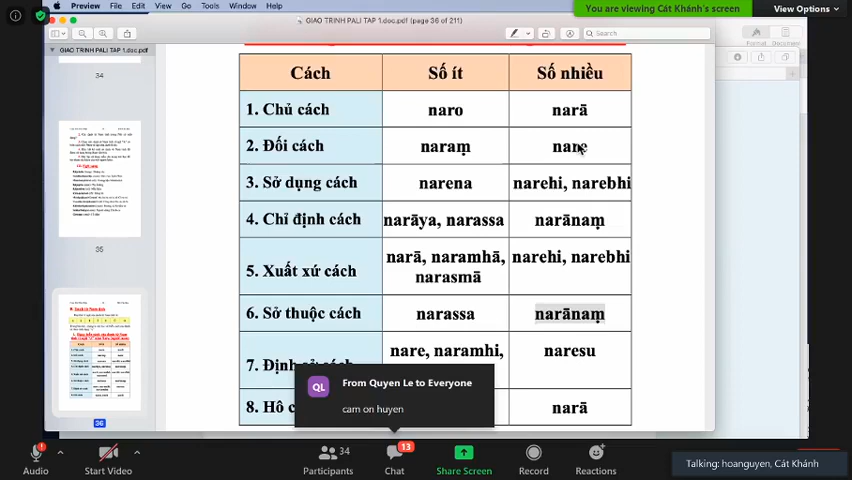 Preview File Edit View Go Tools Window Help
You are viewing Cát Khánh's screen
View Options
GIAO TRINH PALI TAP 1.doc.pdf (page 36 of 211)
Search
Format Document
GIAO TRINH PALI TAP 1.doc.pdf
34
35
36
Cách Số ít Số nhiều
1. Chủ cách naro narā
2. Đối cách naraṃ nare
3. Sở dụng cách narena narehi, narebhi
4. Chỉ định cách narāya, narassa narānaṃ
5. Xuất xứ cách narā, naramhā, narehi, narebhi
narasmā
6. Sở thuộc cách narassa narānaṃ
7. Định sở cách nare, naramhi, naresu
8. Hô c narā
QL From Quyen Le to Everyone
cam on huyen
Audio Start Video Participants 34 Chat 13 Share Screen Record Reactions
Talking: hoanguyen, Cát Khánh